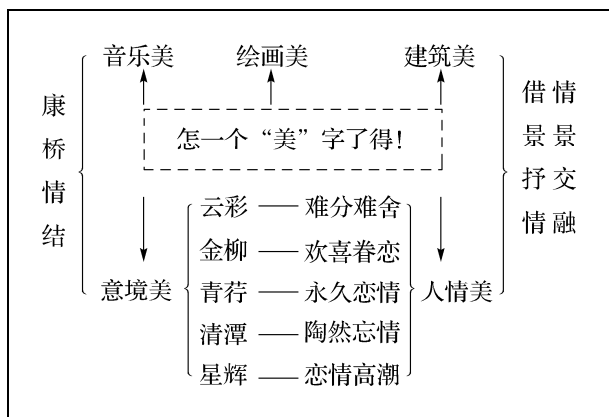 音乐美 绘画美 建筑美
康桥情结
怎一个“美”字了得!
借景抒情
情景交融
云彩——难分难舍
金柳——欢喜眷恋
意境美 青荇——永久恋情 人情美
清潭——陶然忘情
星辉——恋情高潮